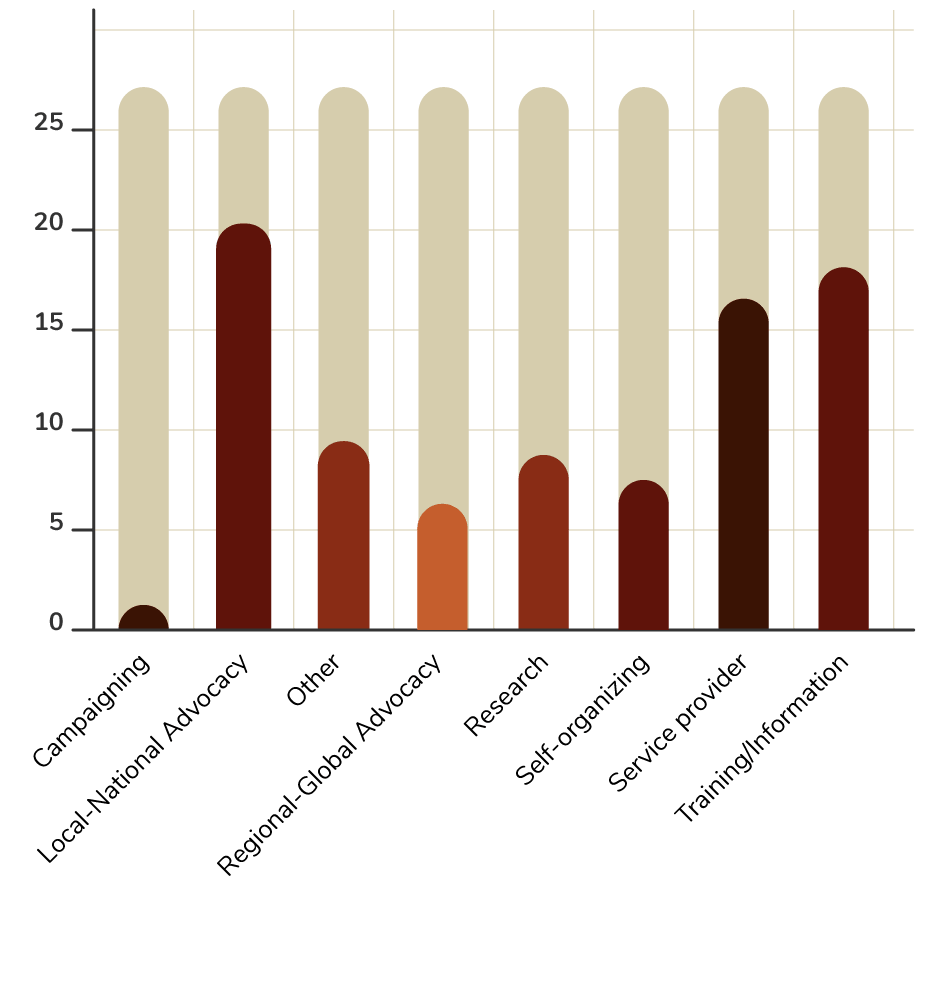 25
20
15
10
5
0
Campaigning
Local-National Advocacy
Other
Regional-Global Advocacy
Research
Self-organizing
Service provider
Training/Information